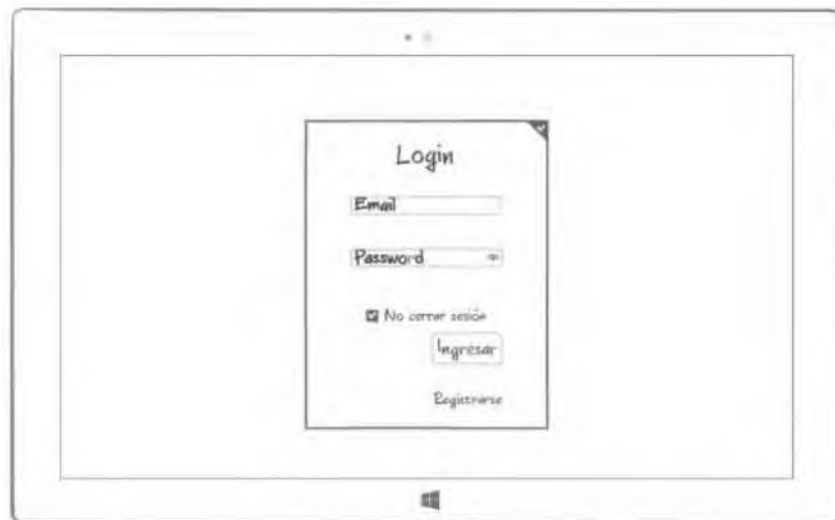 Login
Email
Password
No cerrar sesión
Ingresar
Registrarse